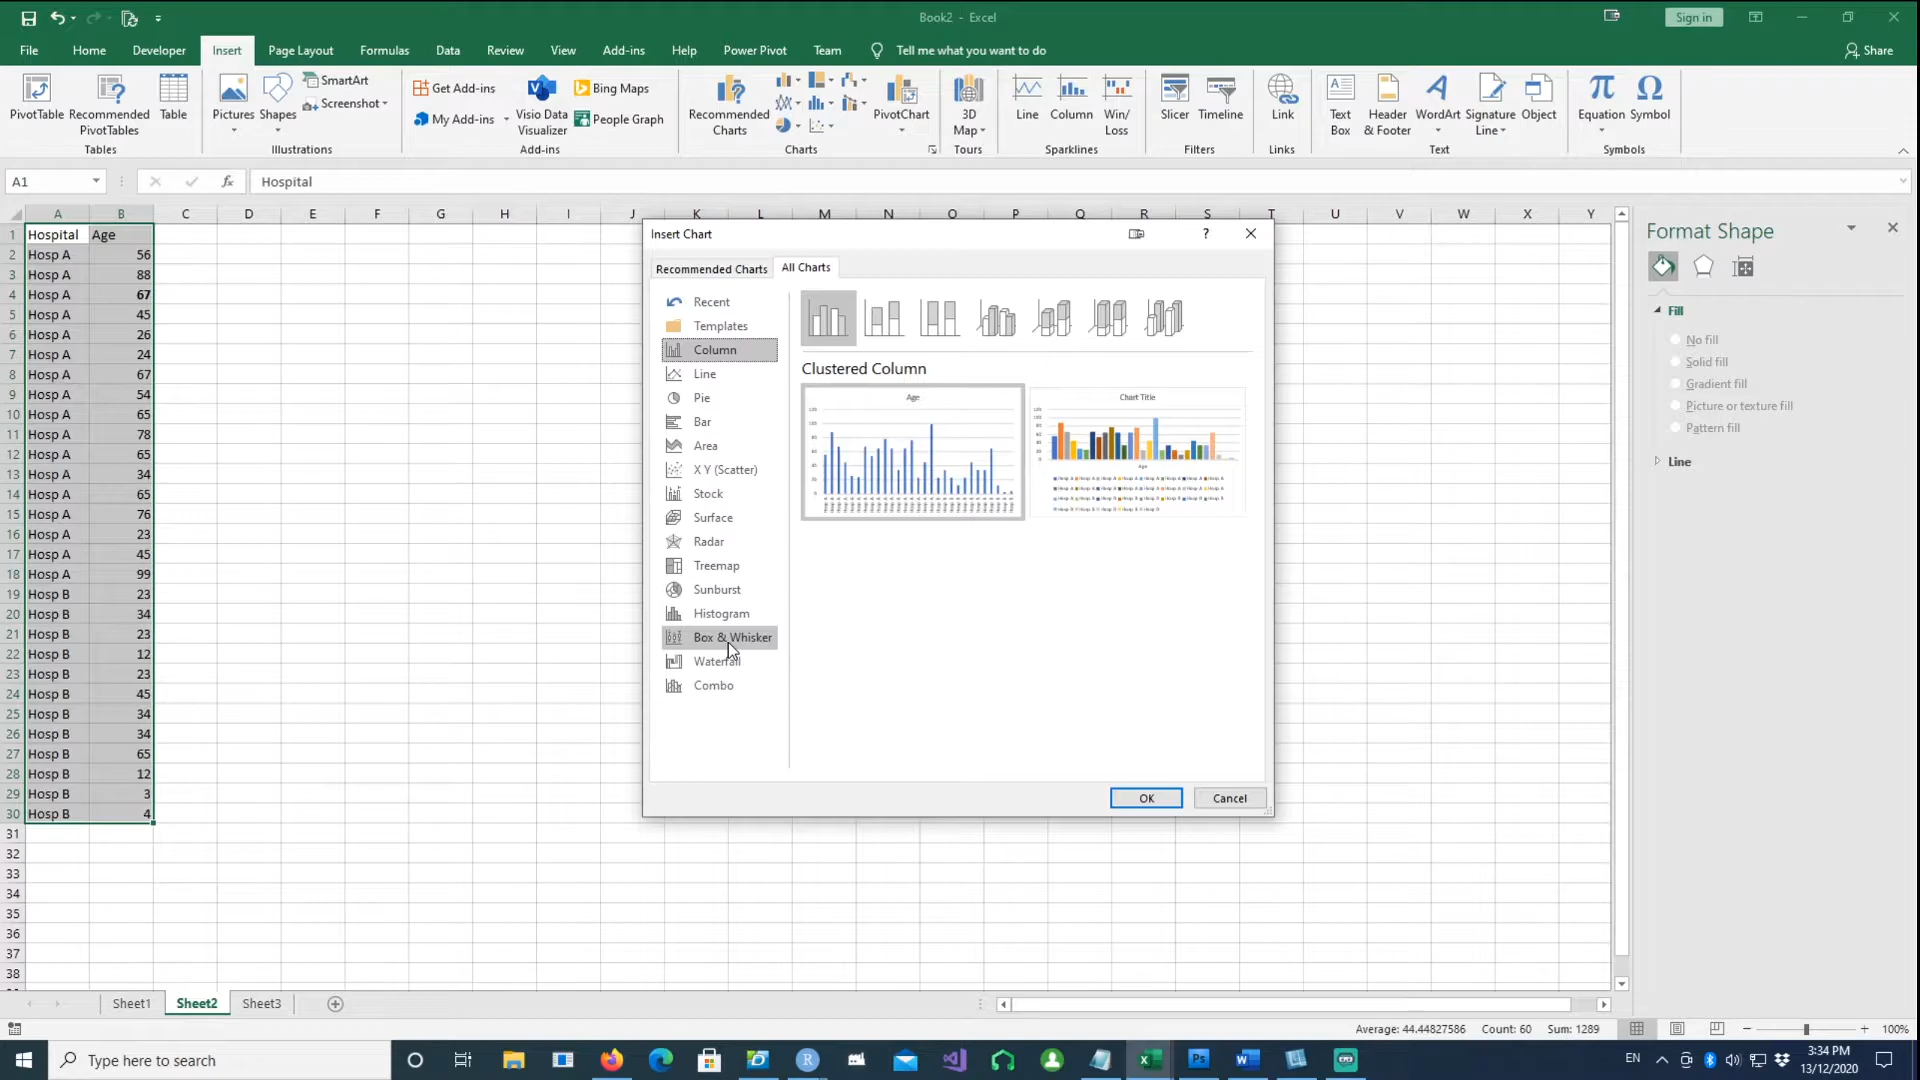 Book2 - Excel
Sign in
File Home Developer Insert Page Layout Formulas Data Review View Add-ins Help Power Pivot Team Tell me what you want to do Share
PivotTable
Recommended
PivotTables
Table
Tables
Pictures
Shapes
SmartArt
Screenshot
Illustrations
Get Add-ins
My Add-ins
Visio Data
Visualizer
Bing Maps
People Graph
Add-ins
Recommended
Charts
PivotChart
Charts
3D
Map
Tours
Line
Column
Win/
Loss
Sparklines
Slicer
Timeline
Filters
Link
Links
Text
Box
Header
& Footer
WordArt
Signature
Line
Object
Text
Equation
Symbol
Symbols
A1
fx
Hospital
A B C D E F G H I J K L M N O P Q R S T U V W X Y
1 Hospital Age
2 Hosp A 56
3 Hosp A 88
4 Hosp A 67
5 Hosp A 45
6 Hosp A 26
7 Hosp A 24
8 Hosp A 67
9 Hosp A 54
10 Hosp A 65
11 Hosp A 78
12 Hosp A 65
13 Hosp A 34
14 Hosp A 65
15 Hosp A 76
16 Hosp A 23
17 Hosp A 45
18 Hosp A 99
19 Hosp B 23
20 Hosp B 34
21 Hosp B 23
22 Hosp B 12
23 Hosp B 23
24 Hosp B 45
25 Hosp B 34
26 Hosp B 34
27 Hosp B 65
28 Hosp B 12
29 Hosp B 3
30 Hosp B 4
31
32
33
34
35
36
37
38
Insert Chart
?
Recommended Charts All Charts
Recent
Templates
Column
Line
Pie
Bar
Area
X Y (Scatter)
Stock
Surface
Radar
Treemap
Sunburst
Histogram
Box & Whisker
Waterfall
Combo
Clustered Column
Age
Chart Title
Age
OK
Cancel
Format Shape
Fill
No fill
Solid fill
Gradient fill
Picture or texture fill
Pattern fill
Line
Sheet1 Sheet2 Sheet3
Average: 44.44827586 Count: 60 Sum: 1289
100%
Type here to search
EN
3:34 PM
13/12/2020